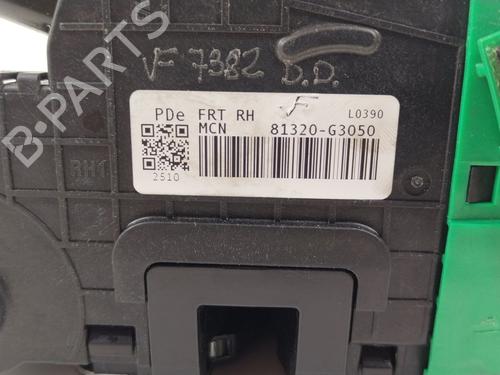 B-PARTS
VF 7382 D.D.
PDe FRT RH F L0390
MCN 81320-G3050
2510
RH1